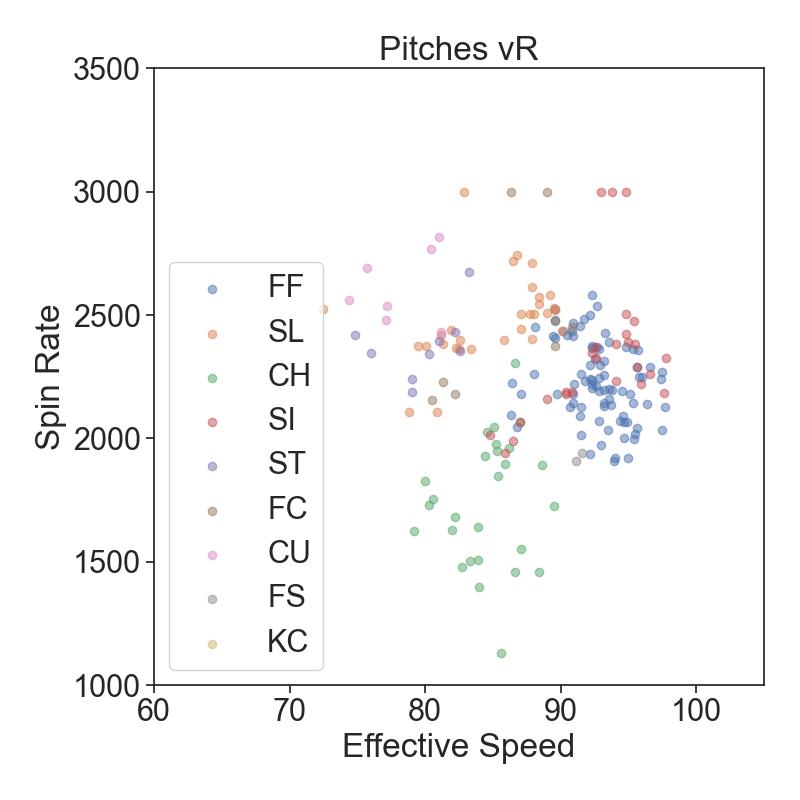 Pitches vR
3500
3000
2500
2000
1500
1000
Spin Rate
FF
SL
CH
SI
ST
FC
CU
FS
KC
60 70 80 90 100
Effective Speed